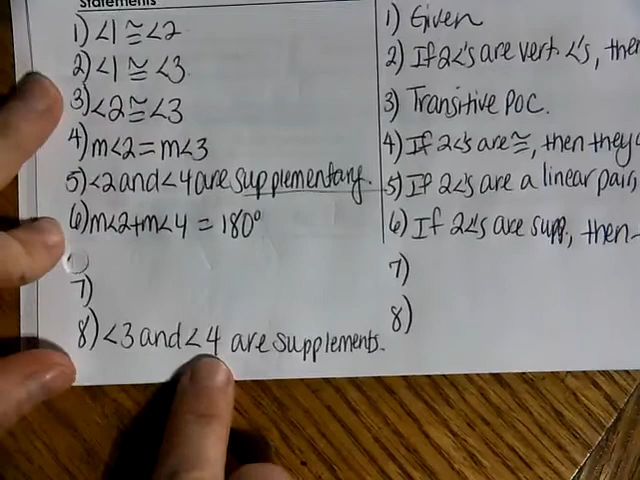 Statements
1) <1 ≅ <2
2) <1 ≅ <3
3) <2 ≅ <3
4) m<2 = m<3
5) <2 and <4 are supplementary.
6) m<2+m<4 = 180°
7)
8) <3 and <4 are supplements.
1) Given
2) If 2<'s are vert. <'s, then
3) Transitive POC.
4) If 2<'s are ≅, then they
5) If 2<'s are a linear pair,
6) If 2<'s are supp., then
7)
8)